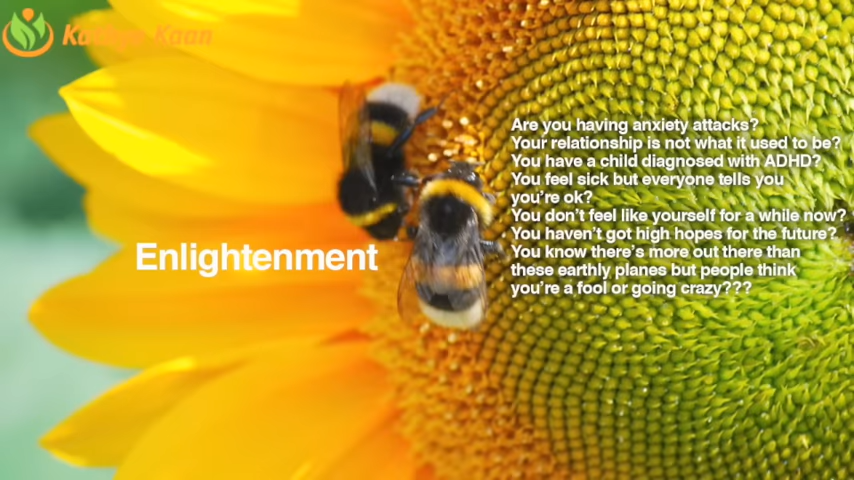 Kaan
Enlightenment
Are you having anxiety attacks?
Your relationship is not what it used to be?
You have a child diagnosed with ADHD?
You feel sick but everyone tells you
you're ok?
You don't feel like yourself for a while now?
You haven't got high hopes for the future?
You know there's more out there than
these earthly planes but people think
you're a fool or going crazy???